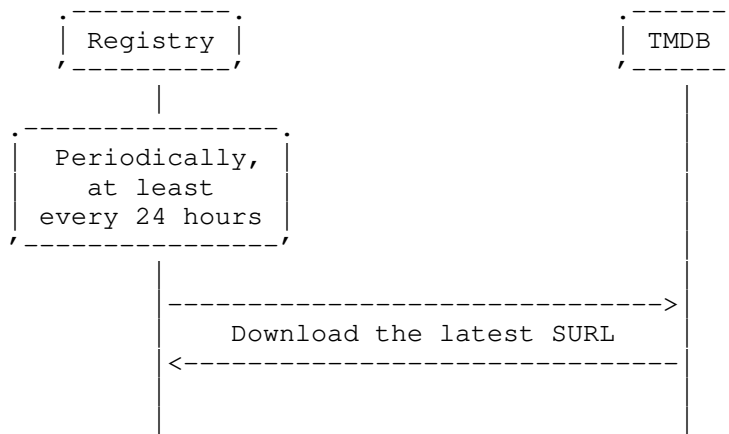 Registry
TMDB
Periodically,
at least
every 24 hours
Download the latest SURL